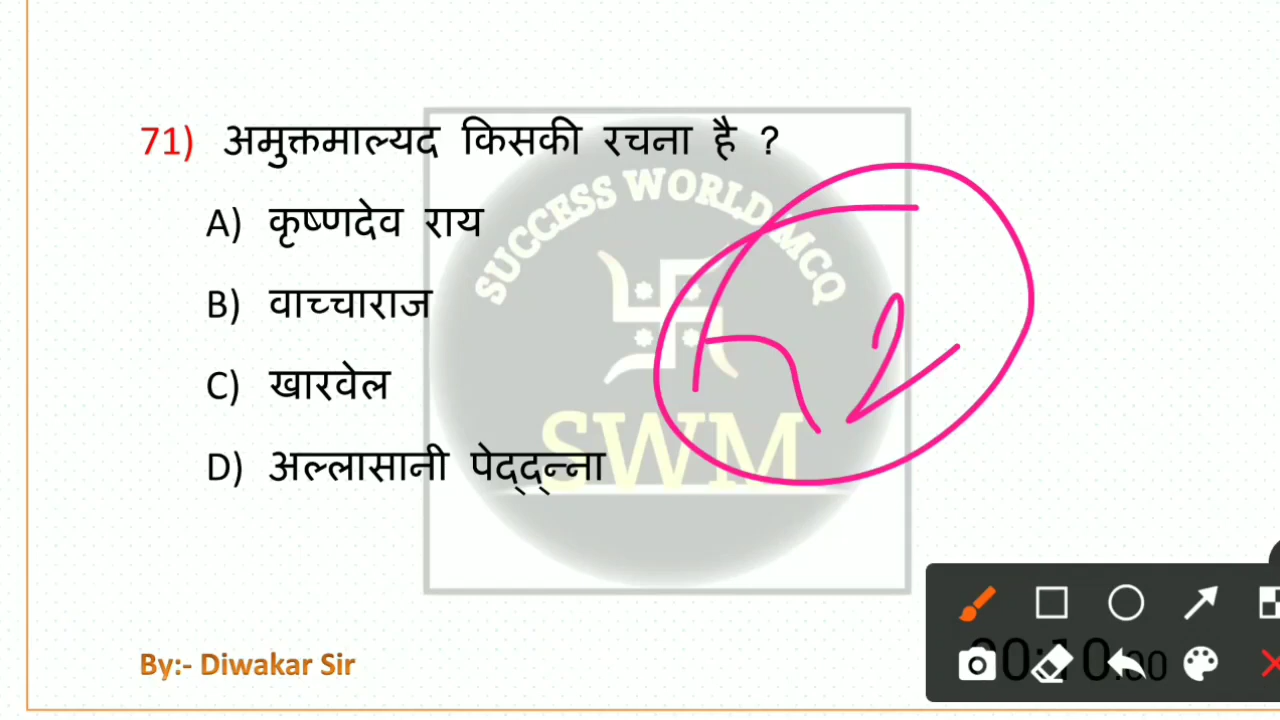 71) अमुक्तमाल्यद किसकी रचना है ?
SUCCESS WORLD MCQ
A) कृष्णदेव राय
B) वाच्चाराज
C) खारवेल
SWM
D) अल्लासानी पेद्द्न्ना
By:- Diwakar Sir